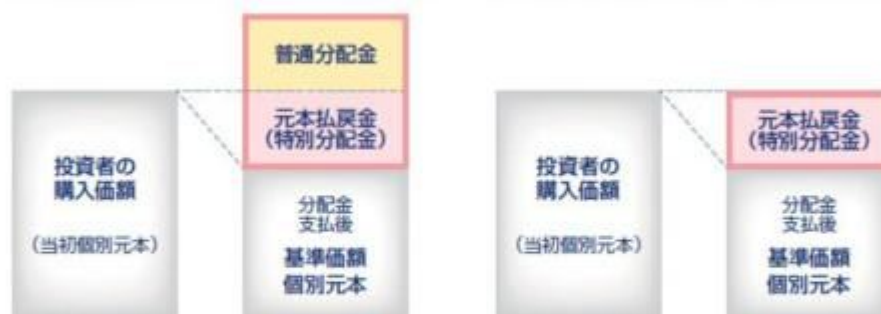 普通分配金
元本払戻金
(特別分配金)
投資者の
購入価額
(当初個別元本)
分配金
支払後
基準価額
個別元本
元本払戻金
(特別分配金)
投資者の
購入価額
(当初個別元本)
分配金
支払後
基準価額
個別元本